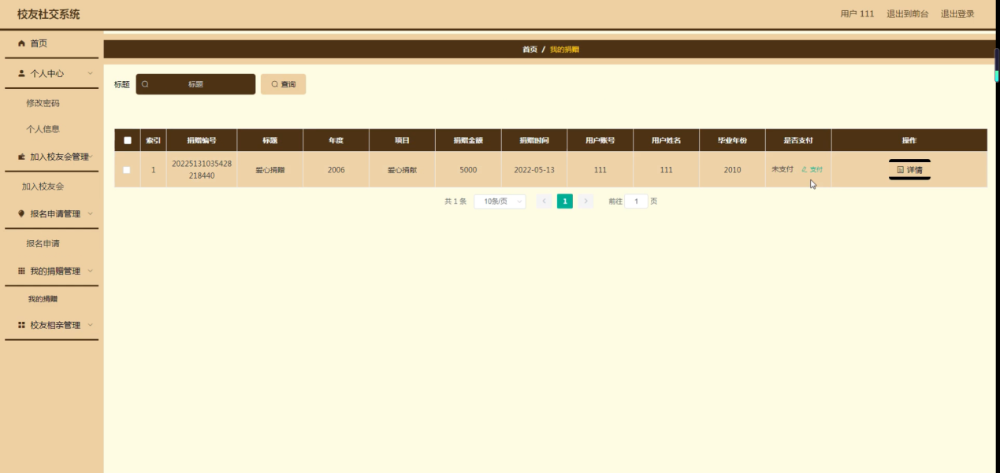 校友社交系统
用户 111 退出到前台 退出登录
首页
个人中心
修改密码
个人信息
加入校友会管理
加入校友会
报名申请管理
报名申请
我的捐赠管理
我的捐赠
校友相亲管理
首页 / 我的捐赠
标题 标题 查询
索引 捐赠编号 标题 年度 项目 捐赠金额 捐赠时间 用户账号 用户姓名 毕业年份 是否支付 操作
1 20225131035428 爱心捐赠 2006 爱心捐献 5000 2022-05-13 111 111 2010 未支付 支付 详情
218440
共 1 条 10条/页 1 前往 1 页